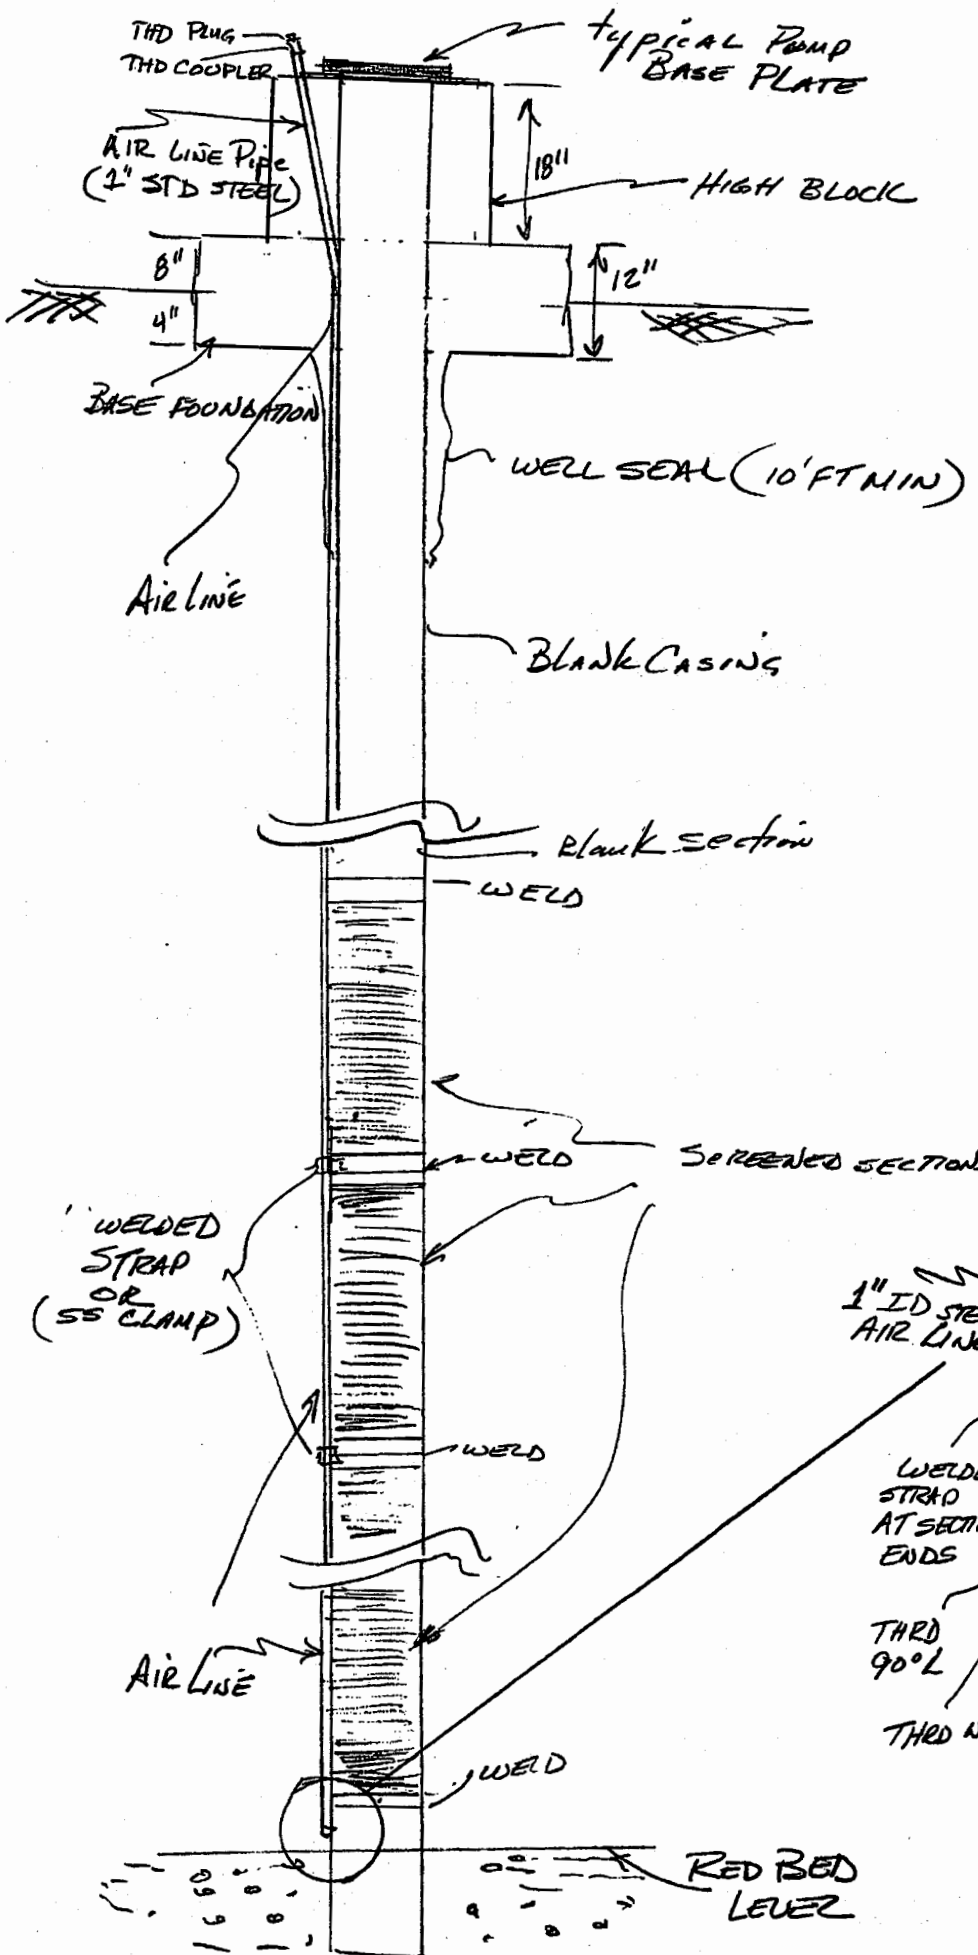 THD PLUG
THD COUPLER
typical Pump
BASE PLATE
AIR LINE Pipe
(1" STD STEEL)
18"
HIGH BLOCK
8"
4"
12"
BASE FOUNDATION
WELL SEAL (10' FT MIN)
AIR LINE
BLANK CASING
Blank section
WELD
WELD
SCREENED SECTION
WELDED
STRAP
OR
(SS CLAMP)
1" ID STE
AIR LINE
WELD
WELD
STRAP
AT SECTI
ENDS
THRD
90° L
AIR LINE
THRD N
WELD
RED BED
LEVEL